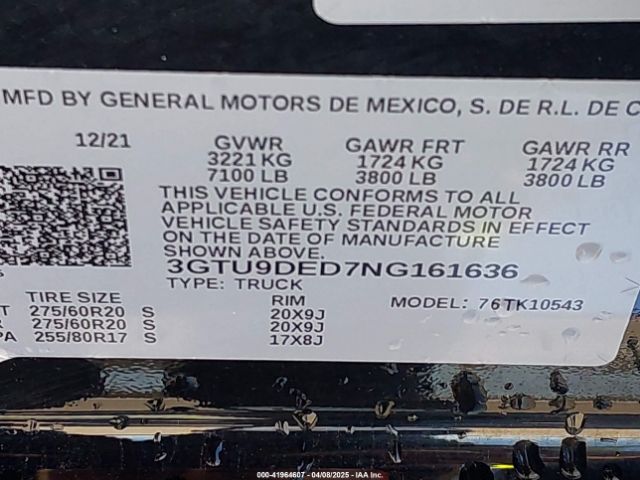 MFD BY GENERAL MOTORS DE MEXICO, S. DE R.L. DE C
12/21 GVWR GAWR FRT GAWR RR
3221 KG 1724 KG 1724 KG
7100 LB 3800 LB 3800 LB
THIS VEHICLE CONFORMS TO ALL
APPLICABLE U.S. FEDERAL MOTOR
VEHICLE SAFETY STANDARDS IN EFFECT
ON THE DATE OF MANUFACTURE
SHOWN ABOVE.
3GTU9DED7NG161636
TYPE: TRUCK
TIRE SIZE RIM MODEL: 76TK10543
T 275/60R20 S 20X9J
R 275/60R20 S 20X9J
PA 255/80R17 S 17X8J
000-41964607 - 04/08/2025 - IAA Inc.